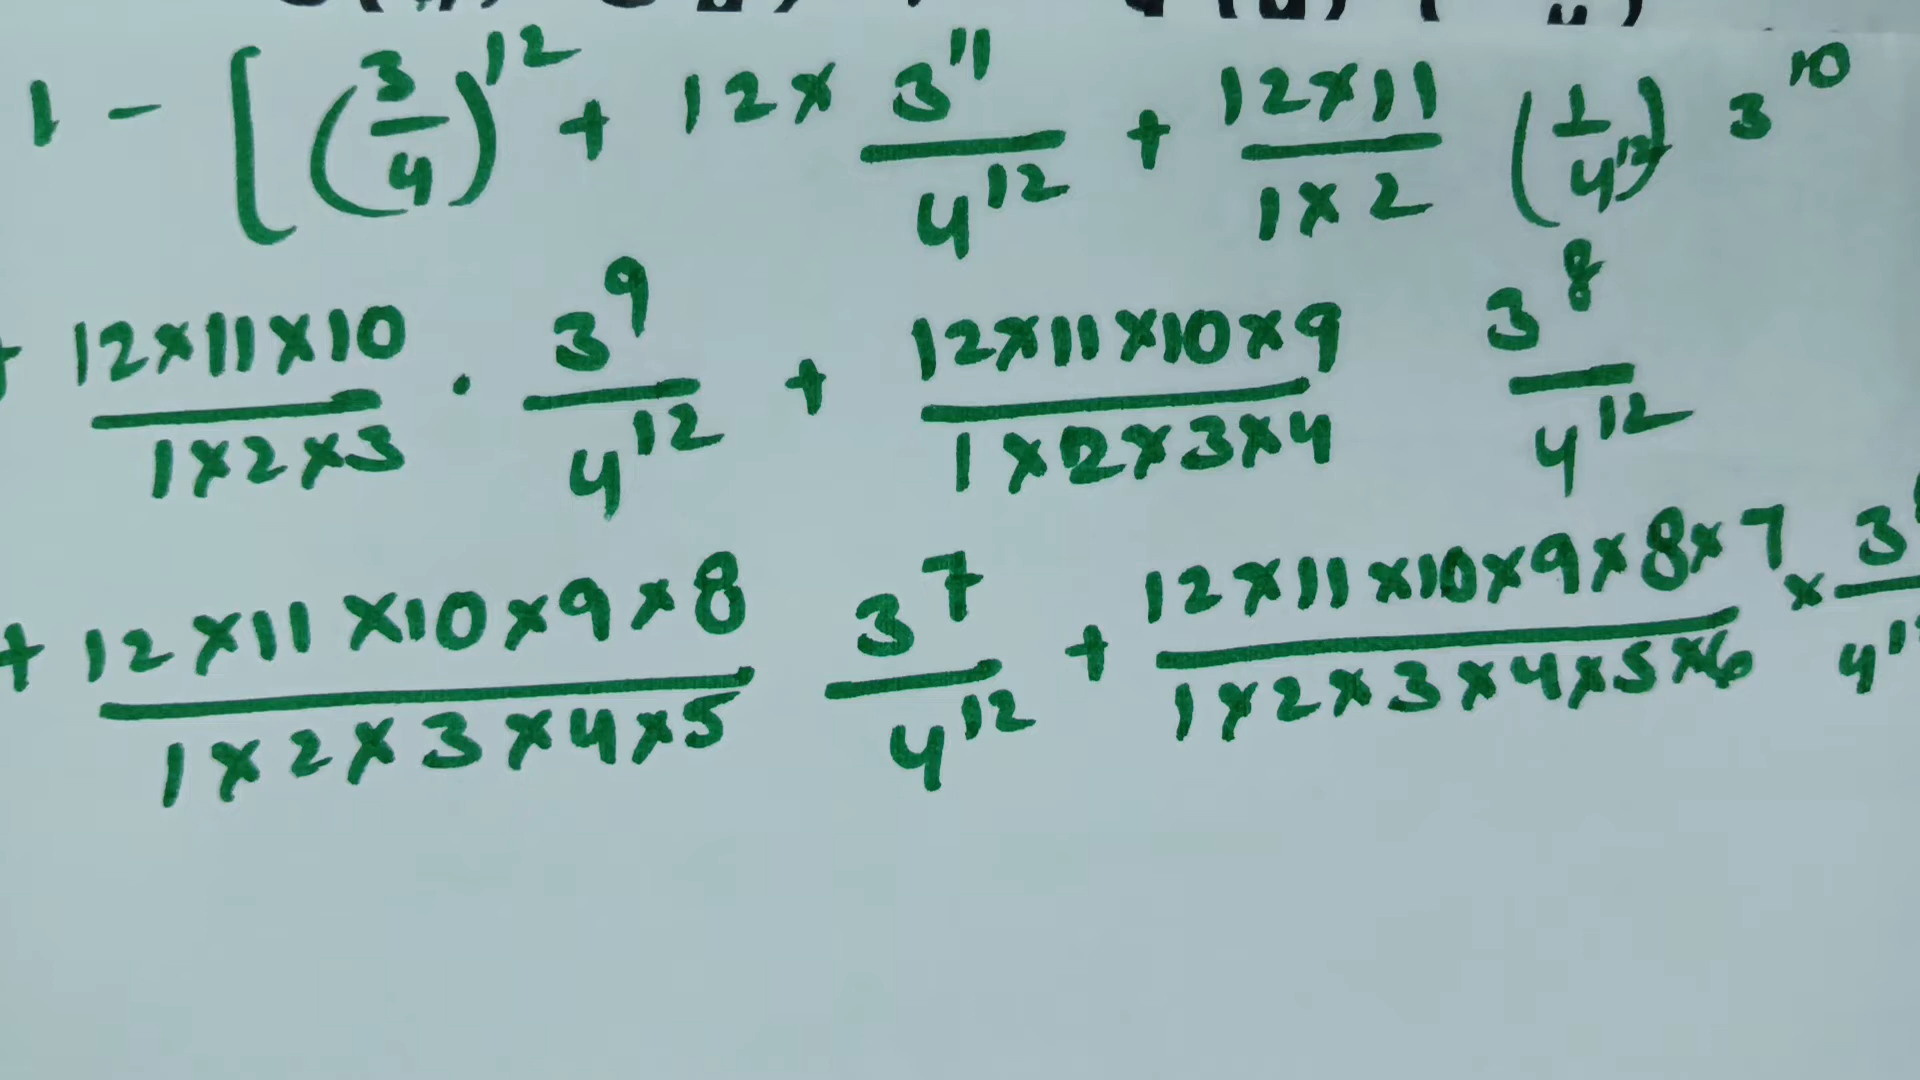 1 - [(3/4)^12 + 12 × 3^11/4^12 + (12×11)/(1×2) (1/4^12) 3^10
+ (12×11×10)/(1×2×3) · 3^9/4^12 + (12×11×10×9)/(1×2×3×4) 3^8/4^12
+ (12×11×10×9×8)/(1×2×3×4×5) 3^7/4^12 + (12×11×10×9×8×7)/(1×2×3×4×5×6) × 3/4^1